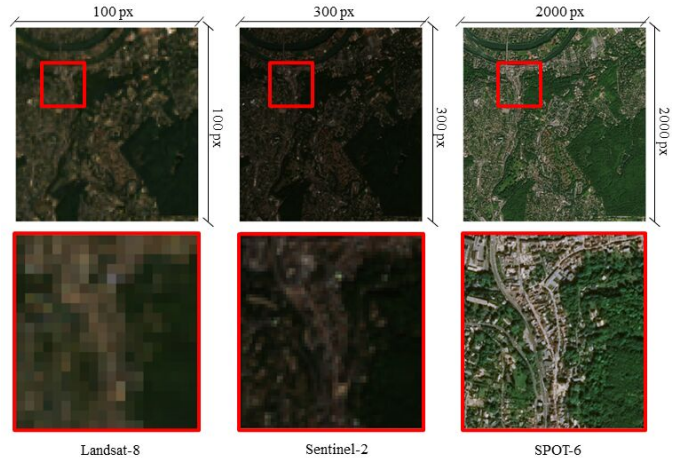 100 px
300 px
2000 px
100 px
300 px
2000 px
Landsat-8
Sentinel-2
SPOT-6